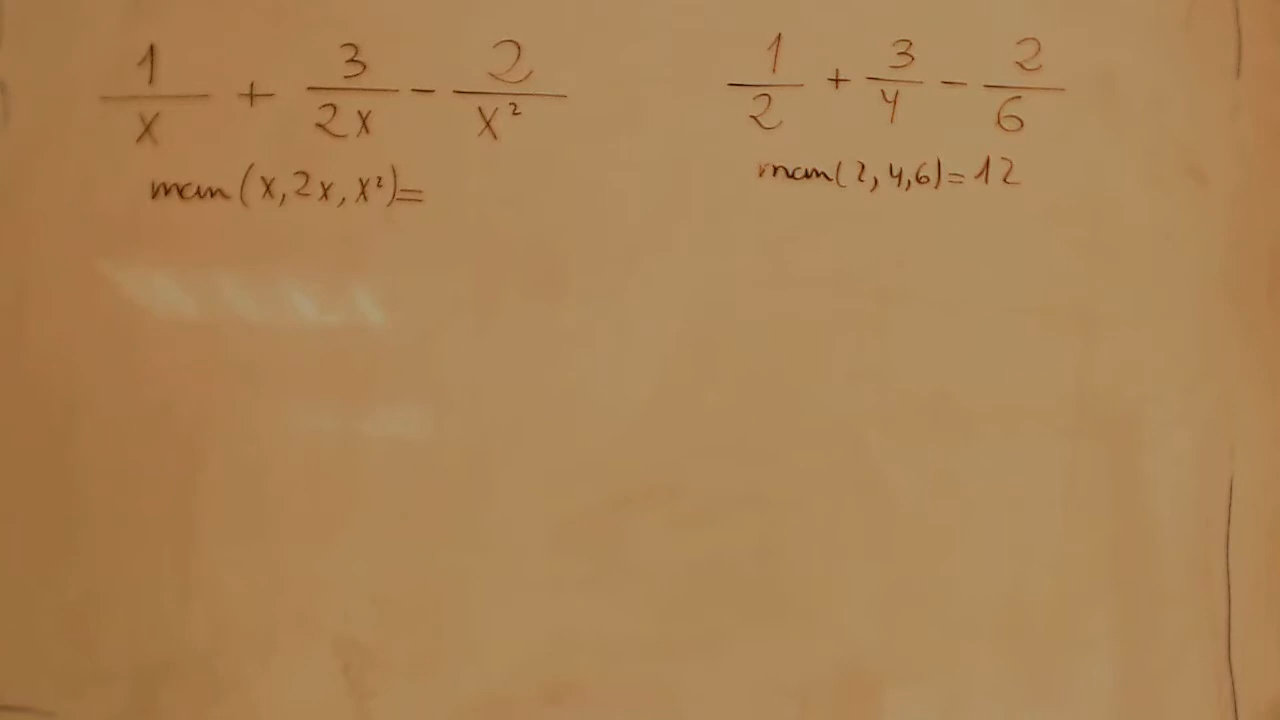 1/x + 3/2x - 2/x²
mcm(x, 2x, x²)=
1/2 + 3/4 - 2/6
mcm(2, 4, 6)=12